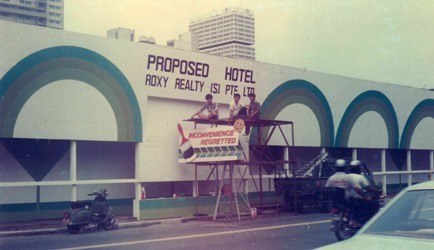 PROPOSED HOTEL
ROXY REALTY (S) PTE LTD
INCONVENIENCE
REGRETTED